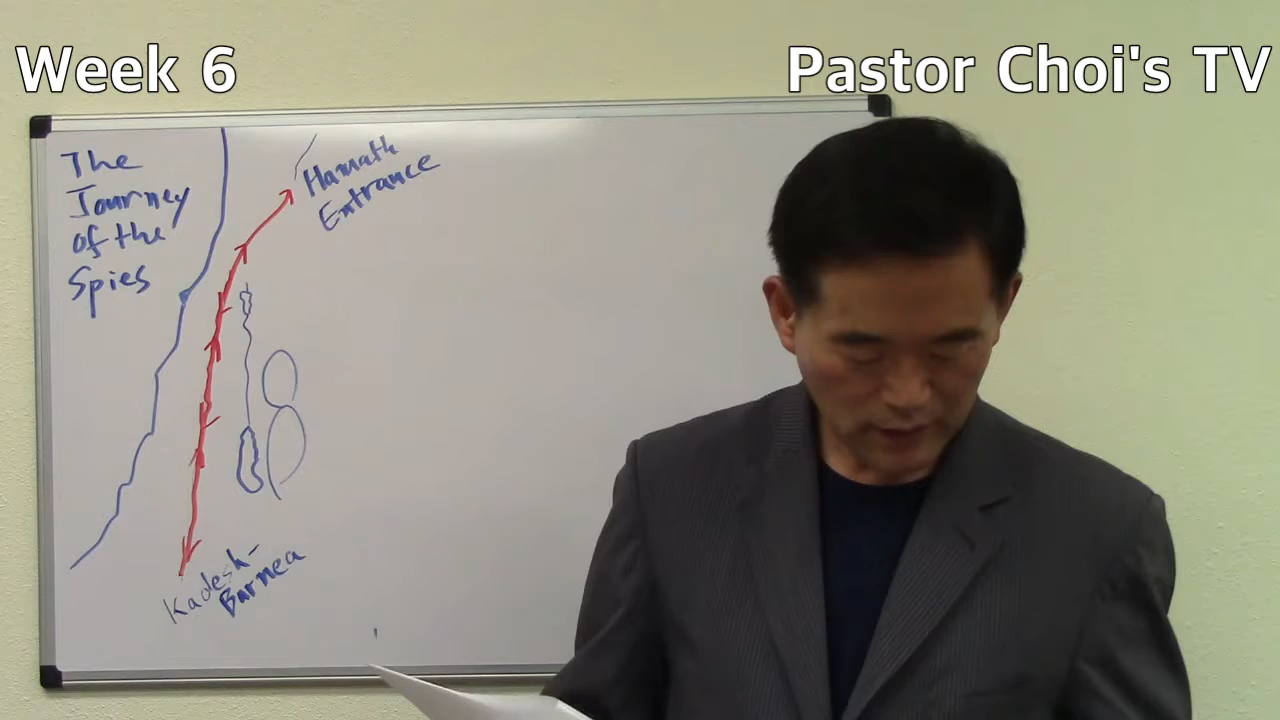 Week 6
Pastor Choi's TV
The
Journey
of the
Spies
Hamath
Entrance
Kadesh-
Barnea